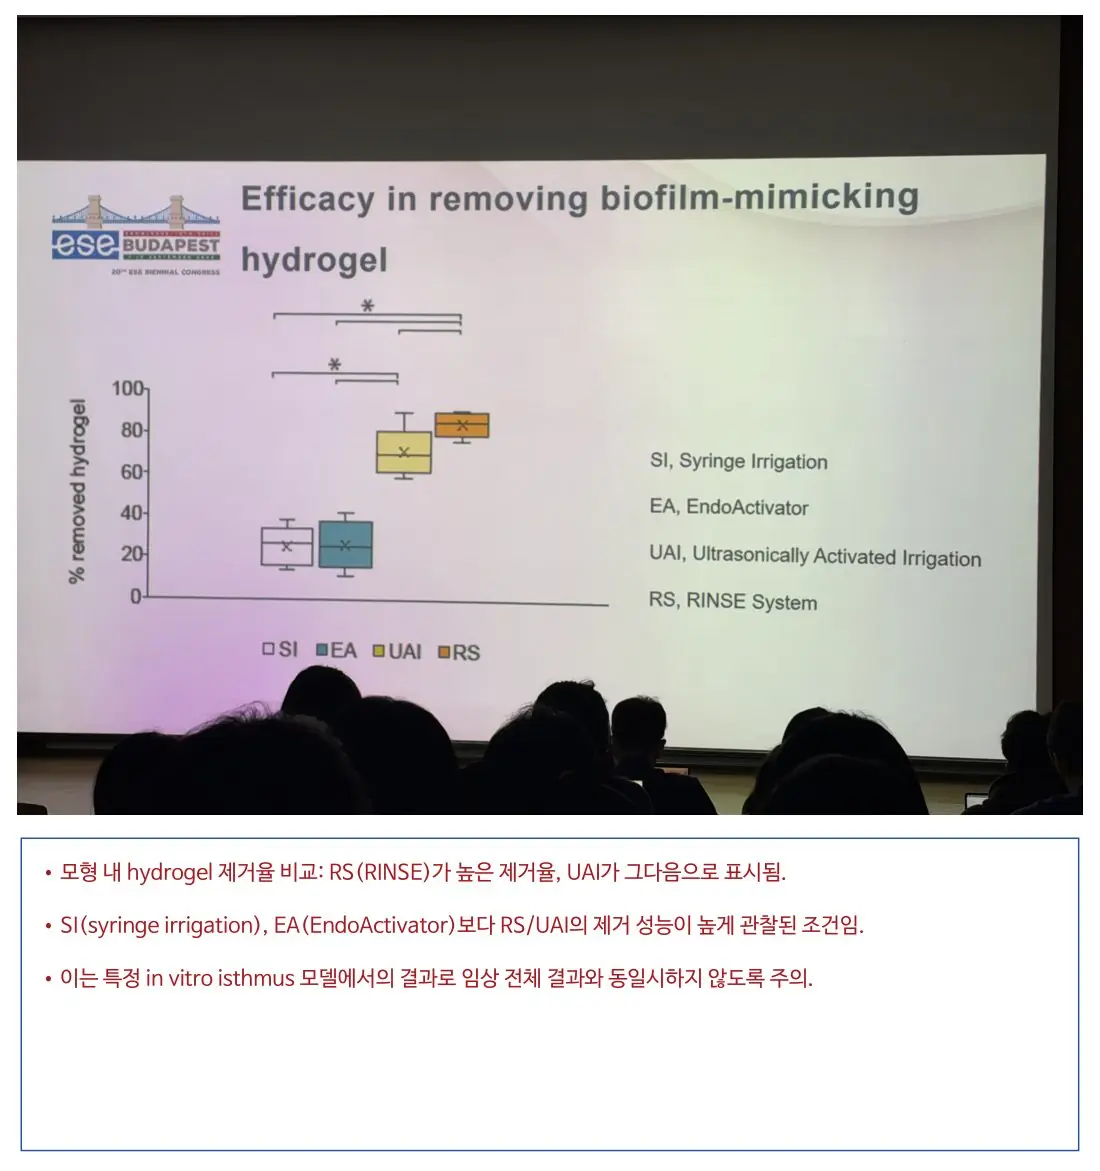 Efficacy in removing biofilm-mimicking
hydrogel
ese
BUDAPEST
20TH ESE BIENNIAL CONGRESS
*
*
% removed hydrogel
100
80
60
40
20
0
SI EA UAI RS
SI, Syringe Irrigation
EA, EndoActivator
UAI, Ultrasonically Activated Irrigation
RS, RINSE System
• 모형 내 hydrogel 제거율 비교: RS(RINSE)가 높은 제거율, UAI가 그다음으로 표시됨.
• SI(syringe irrigation), EA(EndoActivator)보다 RS/UAI의 제거 성능이 높게 관찰된 조건임.
• 이는 특정 in vitro isthmus 모델에서의 결과로 임상 전체 결과와 동일시하지 않도록 주의.